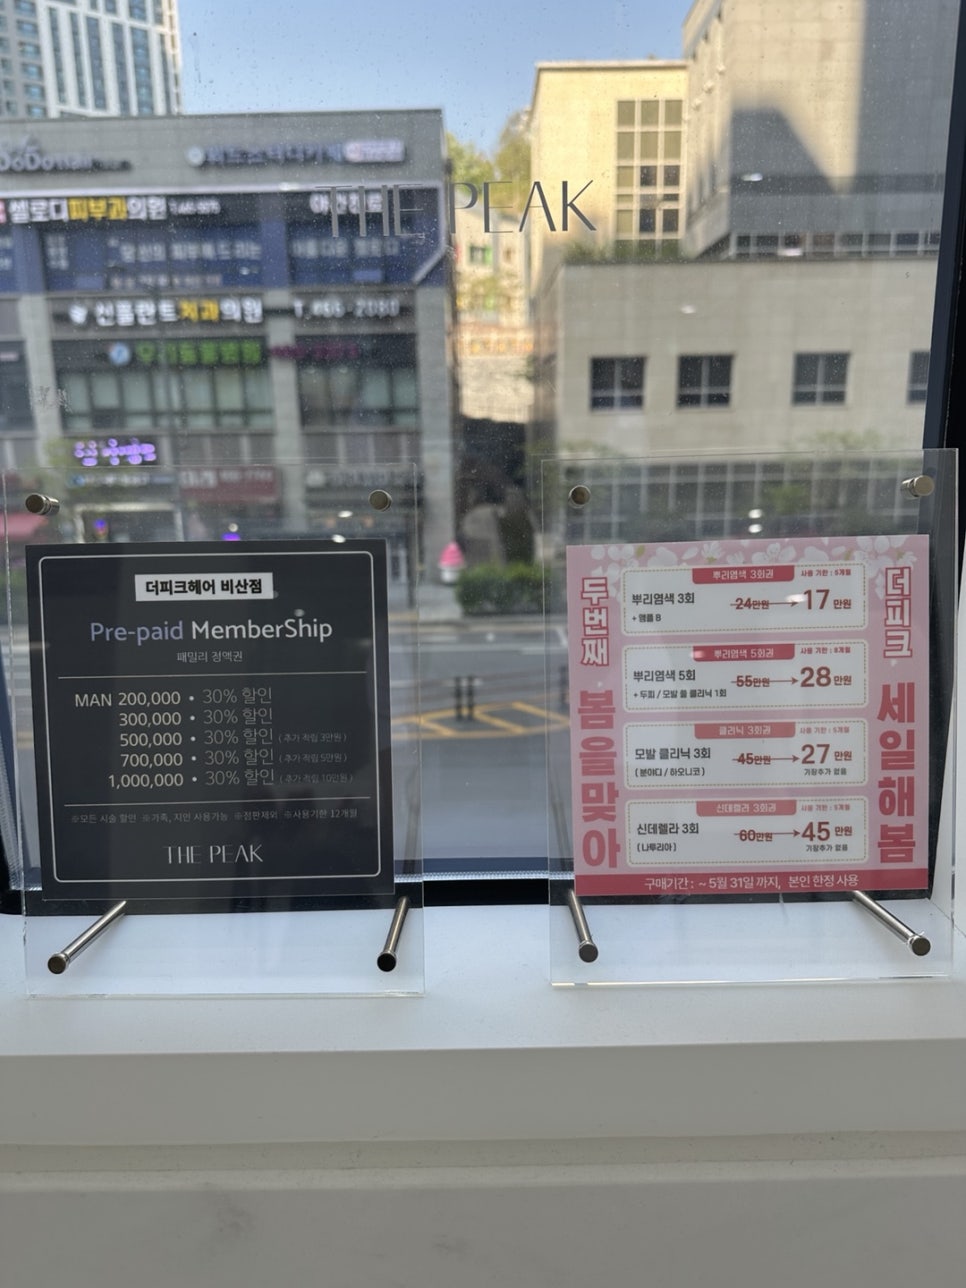 THE PEAK
셀로디피부과의원
신플란트치과의원 T.466-2080
더피크헤어 비산점
Pre-paid MemberShip
패밀리 정액권
MAN 200,000 • 30% 할인
300,000 • 30% 할인
500,000 • 30% 할인 ( 추가 적립 3만원 )
700,000 • 30% 할인 ( 추가 적립 5만원 )
1,000,000 • 30% 할인 ( 추가 적립 10만원 )
※모든 시술 할인 ※가족, 지인 사용가능 ※점판제외 ※사용기한 12개월
THE PEAK
두번째
봄을맞아
더피크
세일해봄
뿌리염색 3회권 사용 기한 : 5개월
뿌리염색 3회 24만원 17 만원
+ 앰플 8
뿌리염색 5회권 사용 기한 : 8개월
뿌리염색 5회 55만원 28 만원
+ 두피 / 모발 올 클리닉 1회
클리닉 3회권 사용 기한 : 5개월
모발 클리닉 3회 45만원 27 만원
( 분야디 / 하오니코 ) 기장추가 없음
신데렐라 3회권 사용 기한 : 5개월
신데렐라 3회 60만원 45 만원
( 나투리아 ) 기장추가 없음
구매기간 : ~ 5월 31일 까지, 본인 한정 사용